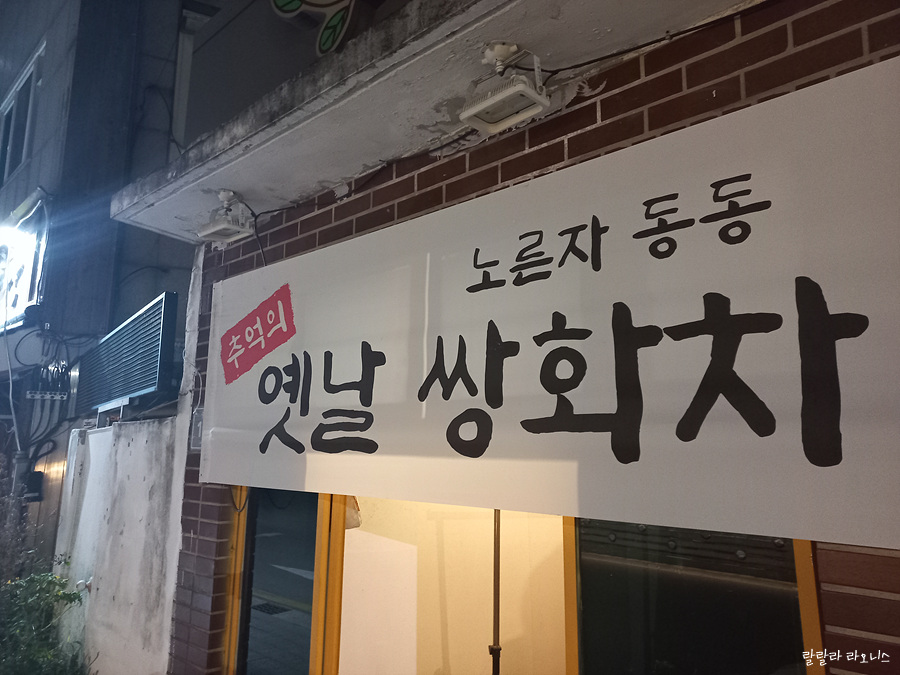 노른자 동동
추억의
옛날 쌍화차
랄랄라 라오니스